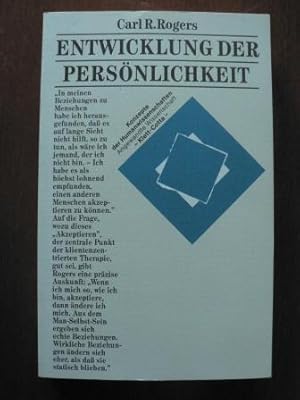 Carl R. Rogers
ENTWICKLUNG DER
PERSÖNLICHKEIT
„In meinen
Beziehungen zu
Menschen
habe ich heraus-
gefunden, daß es
auf lange Sicht
nicht hilft, so zu
tun, als wäre ich
jemand, der ich
nicht bin. – Ich
habe es als
höchst lohnend
empfunden,
einen anderen
Menschen akzep-
tieren zu können."
Auf die Frage,
wozu dieses
„Akzeptieren",
der zentrale Punkt
der klientenzen-
trierten Therapie,
gut sei, gibt
Rogers eine präzise
Auskunft: „Wenn
ich mich so, wie ich
bin, akzeptiere,
dann ändere ich
mich. Aus dem
Man-Selbst-Sein
ergeben sich
echte Beziehungen.
Wirkliche Beziehun-
gen ändern sich
eher, als daß sie
statisch blieben."
Konzepte
der Humanwissenschaften
Angewandte Wissenschaft
– Klett-Cotta –